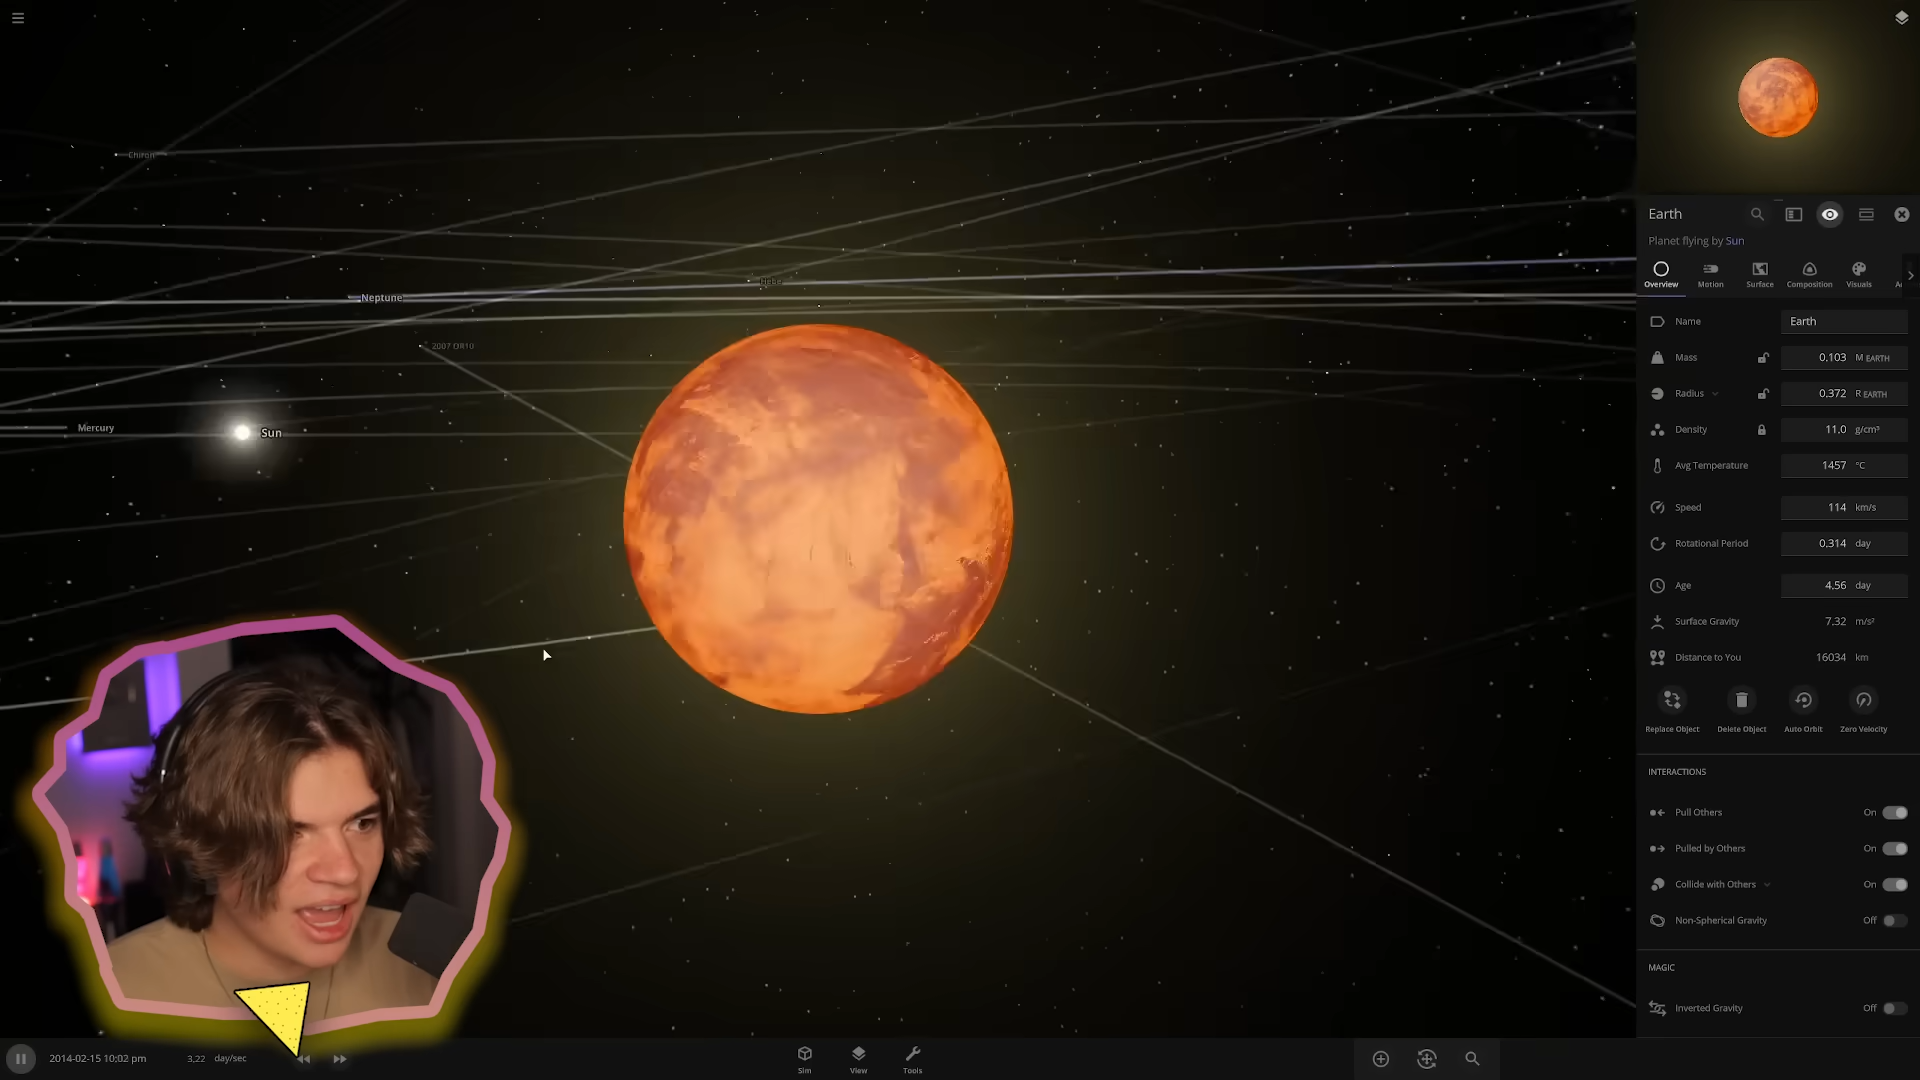 Chiron
Neptune
2007 OR10
Mercury
Sun
Earth
Planet flying by Sun
Overview
Motion
Surface
Composition
Visuals
Name Earth
Mass 0.103 M EARTH
Radius 0.372 R EARTH
Density 11.0 g/cm³
Avg Temperature 1457 °C
Speed 114 km/s
Rotational Period 0.314 day
Age 4.56 day
Surface Gravity 7.32 m/s²
Distance to You 16034 km
Replace Object
Delete Object
Auto Orbit
Zero Velocity
INTERACTIONS
Pull Others On
Pulled by Others On
Collide with Others On
Non-Spherical Gravity Off
MAGIC
Inverted Gravity Off
2014-02-15 10:02 pm
3.22 day/sec
Sim
View
Tools